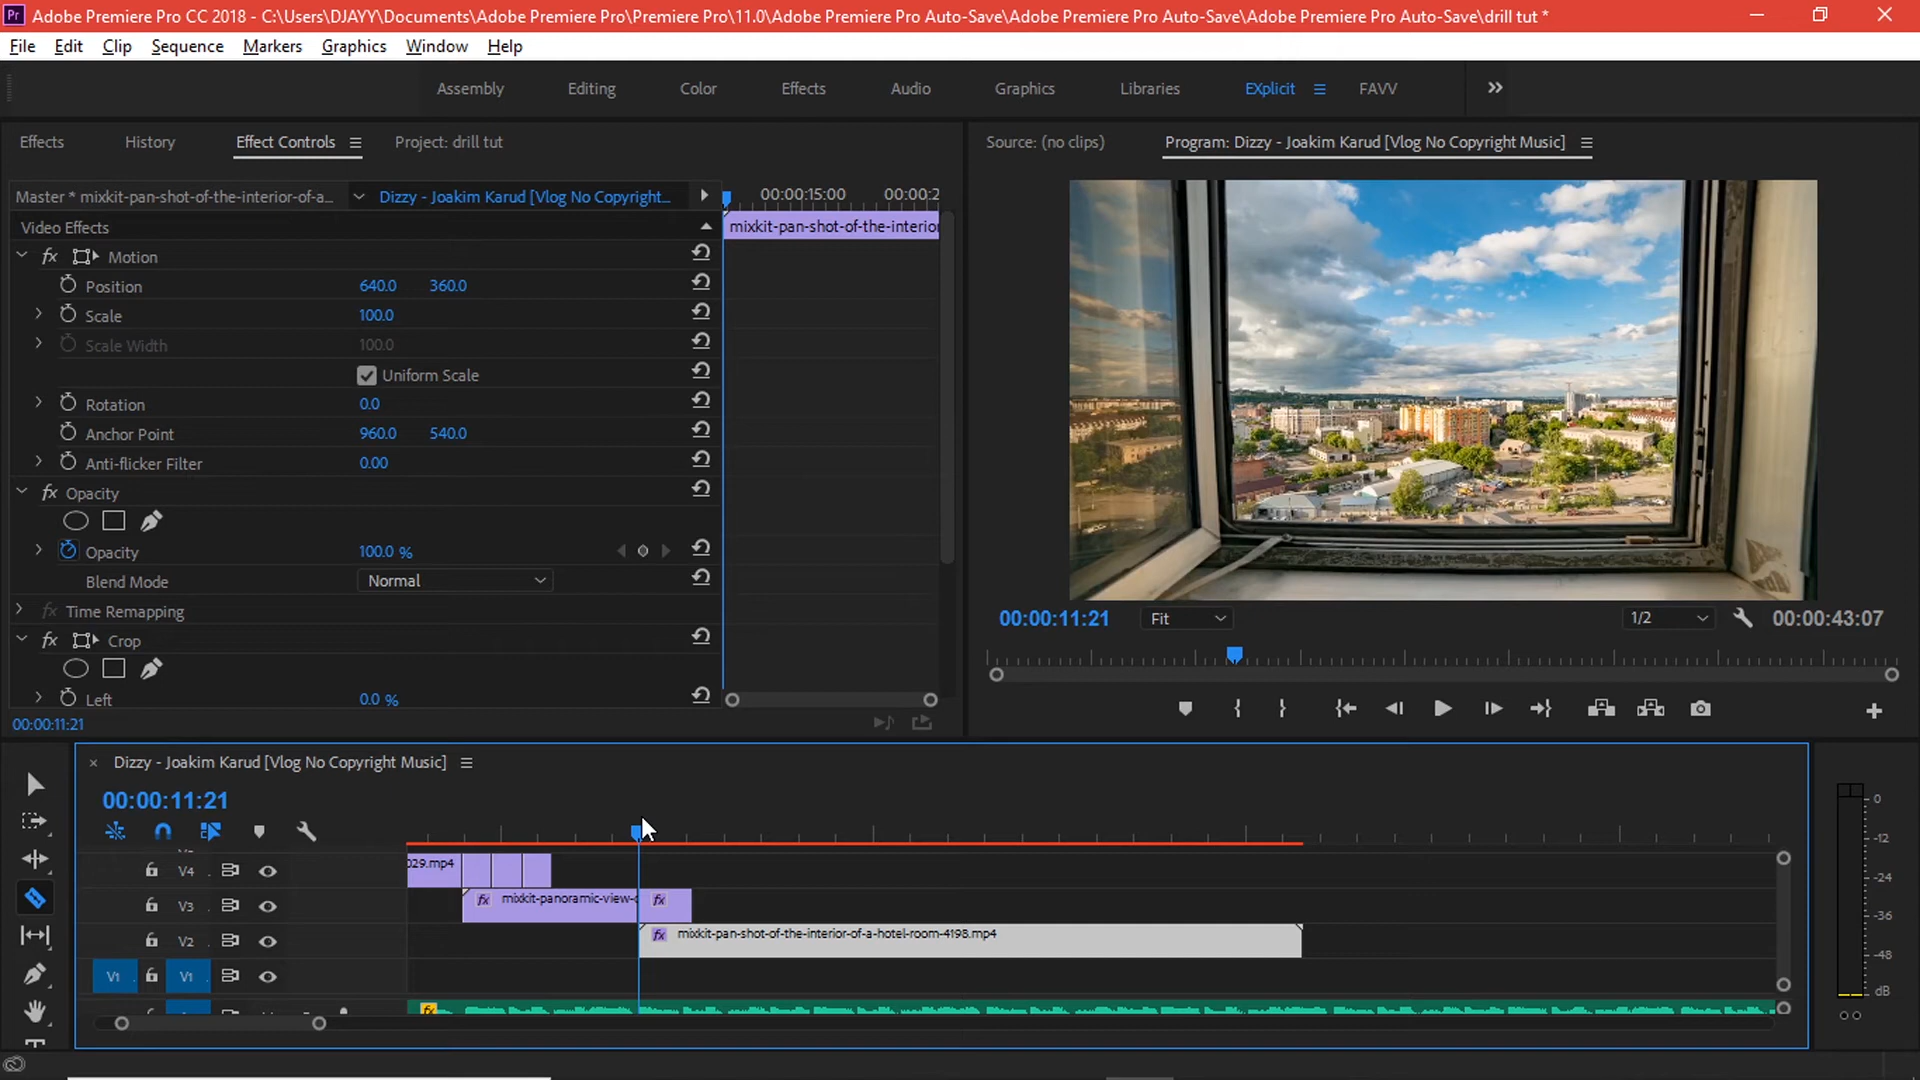 Pr Adobe Premiere Pro CC 2018 - C:\Users\DJAYY\Documents\Adobe Premiere Pro\Premiere Pro\11.0\Adobe Premiere Pro Auto-Save\Adobe Premiere Pro Auto-Save\Adobe Premiere Pro Auto-Save\drill tut *
File Edit Clip Sequence Markers Graphics Window Help
Assembly Editing Color Effects Audio Graphics Libraries EXplicit FAVV
Effects History Effect Controls Project: drill tut
Source: (no clips) Program: Dizzy - Joakim Karud [Vlog No Copyright Music]
Master * mixkit-pan-shot-of-the-interior-of-a... Dizzy - Joakim Karud [Vlog No Copyright... 00:00:15:00 00:00:2
Video Effects mixkit-pan-shot-of-the-interior
fx Motion
Position 640.0 360.0
Scale 100.0
Scale Width 100.0
Uniform Scale
Rotation 0.0
Anchor Point 960.0 540.0
Anti-flicker Filter 0.00
fx Opacity
Opacity 100.0 %
Blend Mode Normal
fx Time Remapping
fx Crop
Left 0.0 %
00:00:11:21
00:00:11:21 Fit 1/2 00:00:43:07
Dizzy - Joakim Karud [Vlog No Copyright Music]
00:00:11:21
V4 029.mp4
V3 fx mixkit-panoramic-view- fx
V2 fx mixkit-pan-shot-of-the-interior-of-a-hotel-room-4198.mp4
V1 V1
fx
0
-12
-24
-36
-48
dB